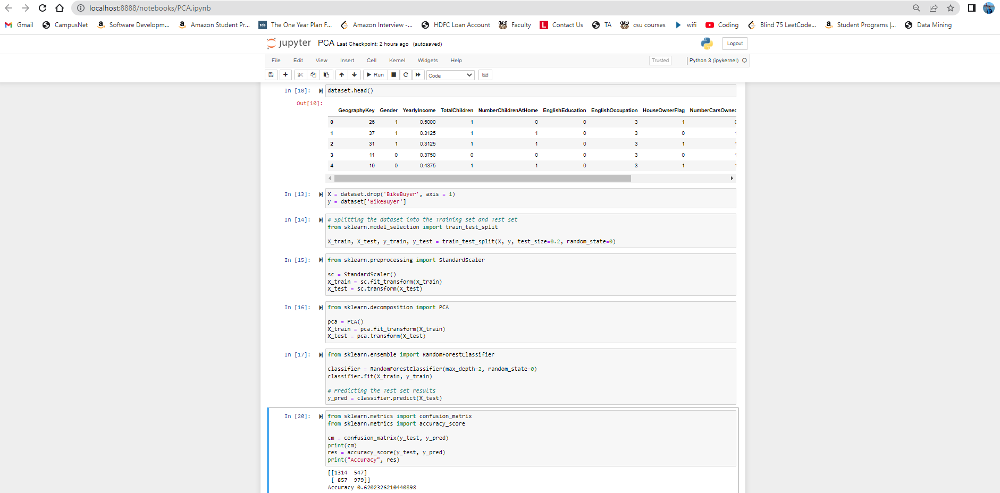 localhost:8888/notebooks/PCA.ipynb
Gmail CampusNet Software Developm... Amazon Student Pr... tds The One Year Plan F... Amazon Interview -... HDFC Loan Account Faculty L Contact Us TA csu courses wifi Coding Blind 75 LeetCode... Student Programs |... Data Mining
jupyter PCA Last Checkpoint: 2 hours ago (autosaved) Logout
File Edit View Insert Cell Kernel Widgets Help Trusted Python 3 (ipykernel)
Run Code
In [10]: dataset.head()
Out[10]:
GeographyKey Gender YearlyIncome TotalChildren NumberChildrenAtHome EnglishEducation EnglishOccupation HouseOwnerFlag NumberCarsOwned
0 26 1 0.5000 1 0 0 3 1 0
1 37 1 0.3125 1 1 0 3 0 1
2 31 1 0.3125 1 1 0 3 1 1
3 11 0 0.3750 0 0 0 3 0 1
4 19 0 0.4375 1 1 0 3 1 1
In [13]: X = dataset.drop('BikeBuyer', axis = 1)
y = dataset['BikeBuyer']
In [14]: # Splitting the dataset into the Training set and Test set
from sklearn.model_selection import train_test_split
X_train, X_test, y_train, y_test = train_test_split(X, y, test_size=0.2, random_state=0)
In [15]: from sklearn.preprocessing import StandardScaler
sc = StandardScaler()
X_train = sc.fit_transform(X_train)
X_test = sc.transform(X_test)
In [16]: from sklearn.decomposition import PCA
pca = PCA()
X_train = pca.fit_transform(X_train)
X_test = pca.transform(X_test)
In [17]: from sklearn.ensemble import RandomForestClassifier
classifier = RandomForestClassifier(max_depth=2, random_state=0)
classifier.fit(X_train, y_train)
# Predicting the Test set results
y_pred = classifier.predict(X_test)
In [20]: from sklearn.metrics import confusion_matrix
from sklearn.metrics import accuracy_score
cm = confusion_matrix(y_test, y_pred)
print(cm)
res = accuracy_score(y_test, y_pred)
print("Accuracy", res)
[[1314 547]
[ 857 979]]
Accuracy 0.6202326210440898